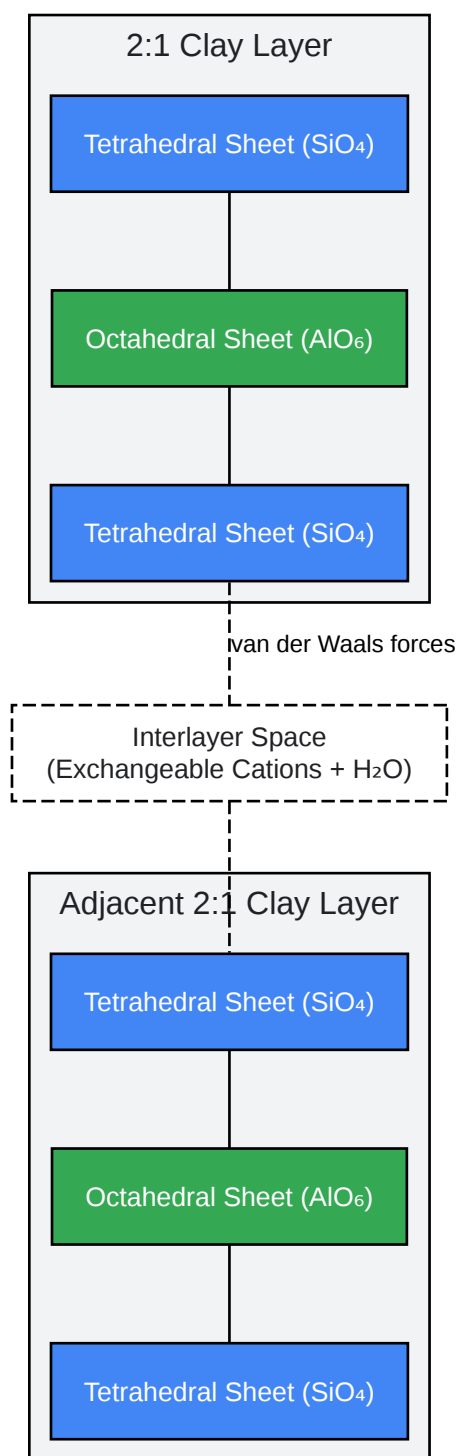 2:1 Clay Layer
Tetrahedral Sheet (SiO₄)
Octahedral Sheet (AlO₆)
Tetrahedral Sheet (SiO₄)
van der Waals forces
Interlayer Space
(Exchangeable Cations + H₂O)
Adjacent 2:1 Clay Layer
Tetrahedral Sheet (SiO₄)
Octahedral Sheet (AlO₆)
Tetrahedral Sheet (SiO₄)